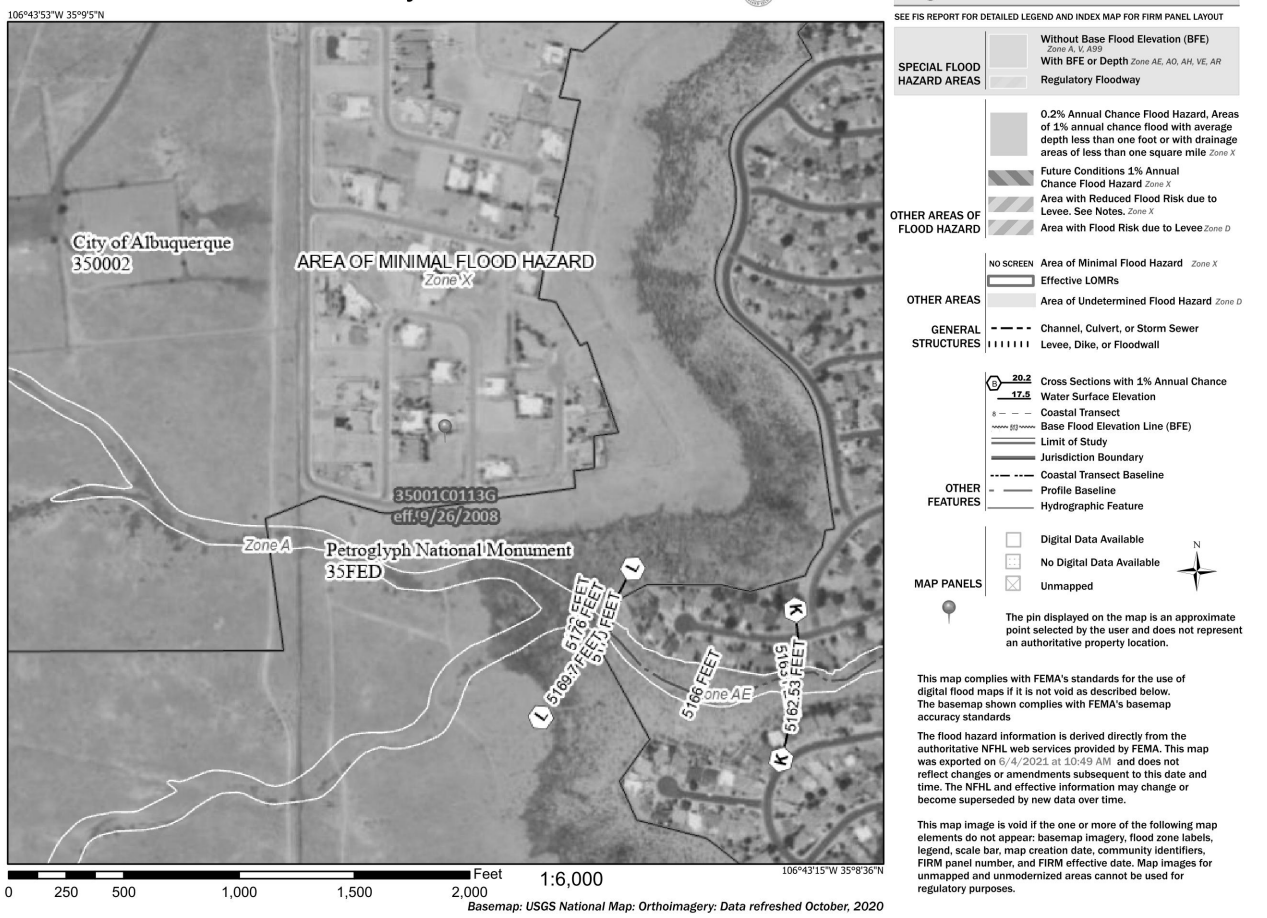 106°43'53"W 35°9'5"N
City of Albuquerque
350002
AREA OF MINIMAL FLOOD HAZARD
Zone X
35001C0113G
eff. 9/26/2008
Zone A
Petroglyph National Monument
35FED
L
5176 FEET
5169.7 FEET
L
K
5166 FEET
5162.53 FEET
K
0 250 500 1,000 1,500 2,000
Feet
1:6,000
106°43'15"W 35°8'36"N
Basemap: USGS National Map: Orthoimagery: Data refreshed October, 2020
SEE FIS REPORT FOR DETAILED LEGEND AND INDEX MAP FOR FIRM PANEL LAYOUT
SPECIAL FLOOD
HAZARD AREAS
Without Base Flood Elevation (BFE)
Zone A, V, A99
With BFE or Depth Zone AE, AO, AH, VE, AR
Regulatory Floodway
OTHER AREAS OF
FLOOD HAZARD
0.2% Annual Chance Flood Hazard, Areas
of 1% annual chance flood with average
depth less than one foot or with drainage
areas of less than one square mile Zone X
Future Conditions 1% Annual
Chance Flood Hazard Zone X
Area with Reduced Flood Risk due to
Levee. See Notes. Zone X
Area with Flood Risk due to Levee Zone D
OTHER AREAS
NO SCREEN Area of Minimal Flood Hazard Zone X
Effective LOMRs
Area of Undetermined Flood Hazard Zone D
GENERAL
STRUCTURES
Channel, Culvert, or Storm Sewer
Levee, Dike, or Floodwall
OTHER
FEATURES
B 20.2 Cross Sections with 1% Annual Chance
17.5 Water Surface Elevation
8 Coastal Transect
513 Base Flood Elevation Line (BFE)
Limit of Study
Jurisdiction Boundary
Coastal Transect Baseline
Profile Baseline
Hydrographic Feature
MAP PANELS
Digital Data Available
No Digital Data Available
Unmapped
N
The pin displayed on the map is an approximate
point selected by the user and does not represent
an authoritative property location.
This map complies with FEMA's standards for the use of
digital flood maps if it is not void as described below.
The basemap shown complies with FEMA's basemap
accuracy standards
The flood hazard information is derived directly from the
authoritative NFHL web services provided by FEMA. This map
was exported on 6/4/2021 at 10:49 AM and does not
reflect changes or amendments subsequent to this date and
time. The NFHL and effective information may change or
become superseded by new data over time.
This map image is void if the one or more of the following map
elements do not appear: basemap imagery, flood zone labels,
legend, scale bar, map creation date, community identifiers,
FIRM panel number, and FIRM effective date. Map images for
unmapped and unmodernized areas cannot be used for
regulatory purposes.